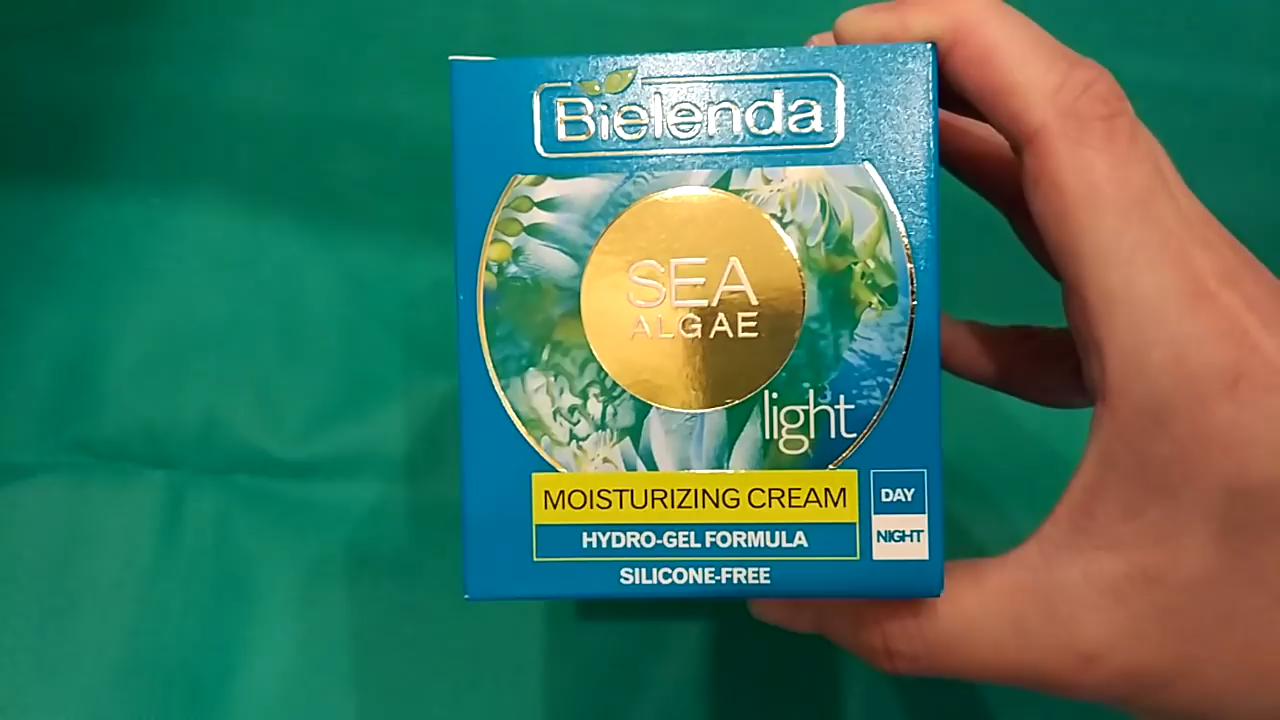 Bielenda
SEA
ALGAE
light
MOISTURIZING CREAM
HYDRO-GEL FORMULA
SILICONE-FREE
DAY
NIGHT